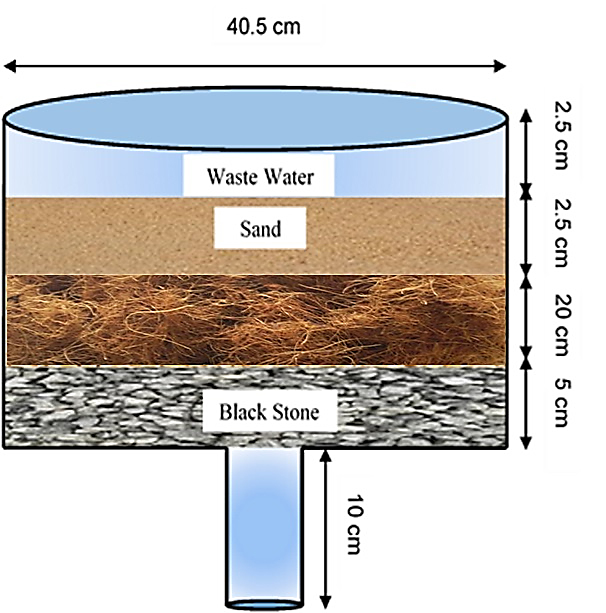 40.5 cm
2.5 cm
Waste Water
2.5 cm
Sand
20 cm
5 cm
Black Stone
10 cm